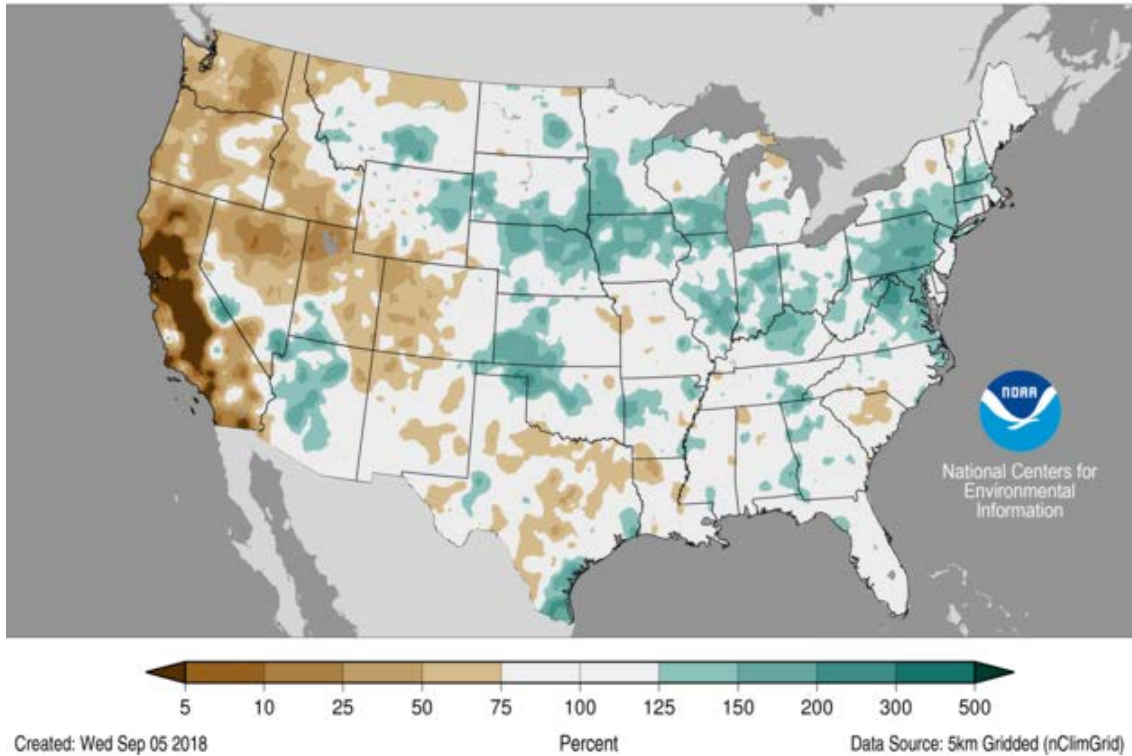 NOAA
National Centers for
Environmental
Information
5 10 25 50 75 100 125 150 200 300 500
Created: Wed Sep 05 2018 Percent Data Source: 5km Gridded (nClimGrid)